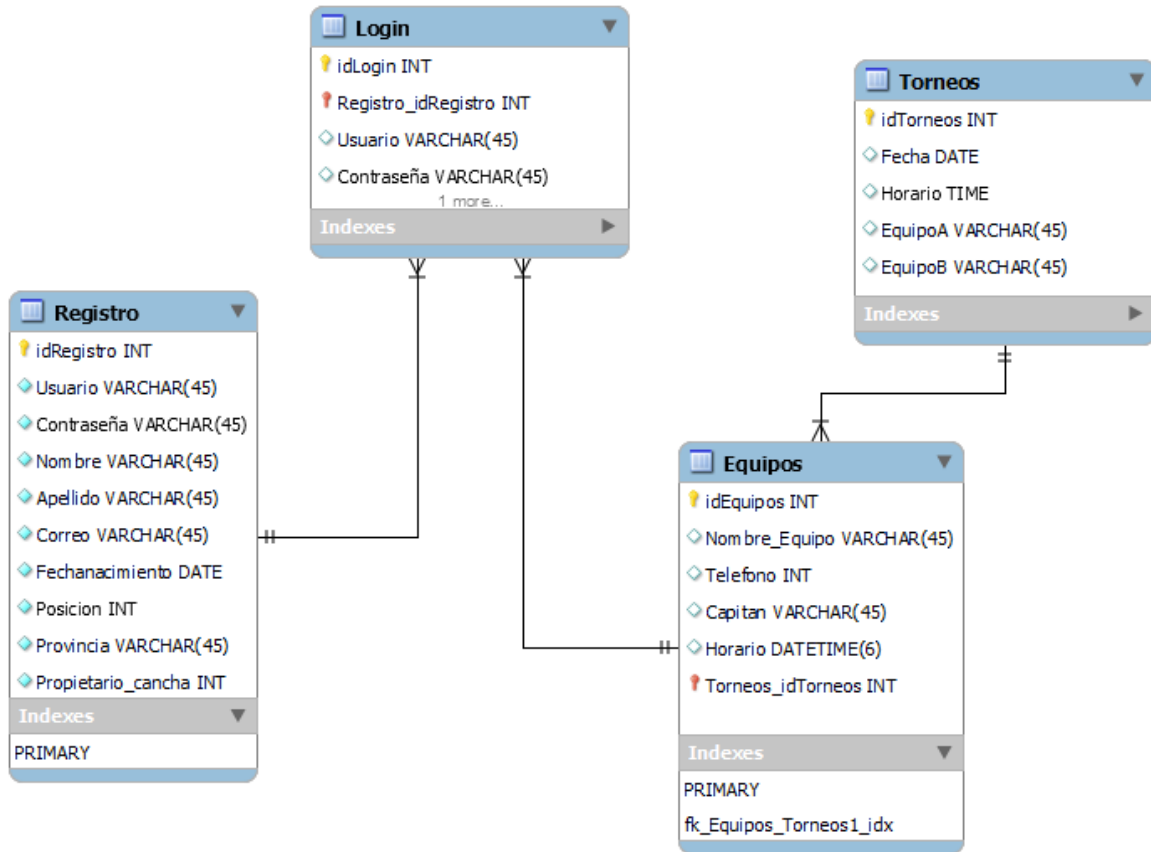 Login
idLogin INT
Registro_idRegistro INT
Usuario VARCHAR(45)
Contraseña VARCHAR(45)
1 more...
Indexes
Torneos
idTorneos INT
Fecha DATE
Horario TIME
EquipoA VARCHAR(45)
EquipoB VARCHAR(45)
Indexes
Registro
idRegistro INT
Usuario VARCHAR(45)
Contraseña VARCHAR(45)
Nombre VARCHAR(45)
Apellido VARCHAR(45)
Correo VARCHAR(45)
Fechanacimiento DATE
Posicion INT
Provincia VARCHAR(45)
Propietario_cancha INT
Indexes
PRIMARY
Equipos
idEquipos INT
Nombre_Equipo VARCHAR(45)
Telefono INT
Capitan VARCHAR(45)
Horario DATETIME(6)
Torneos_idTorneos INT
Indexes
PRIMARY
fk_Equipos_Torneos1_idx